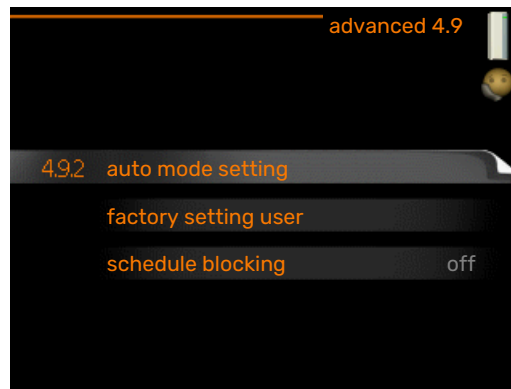 advanced 4.9
4.9.2 auto mode setting
factory setting user
schedule blocking off